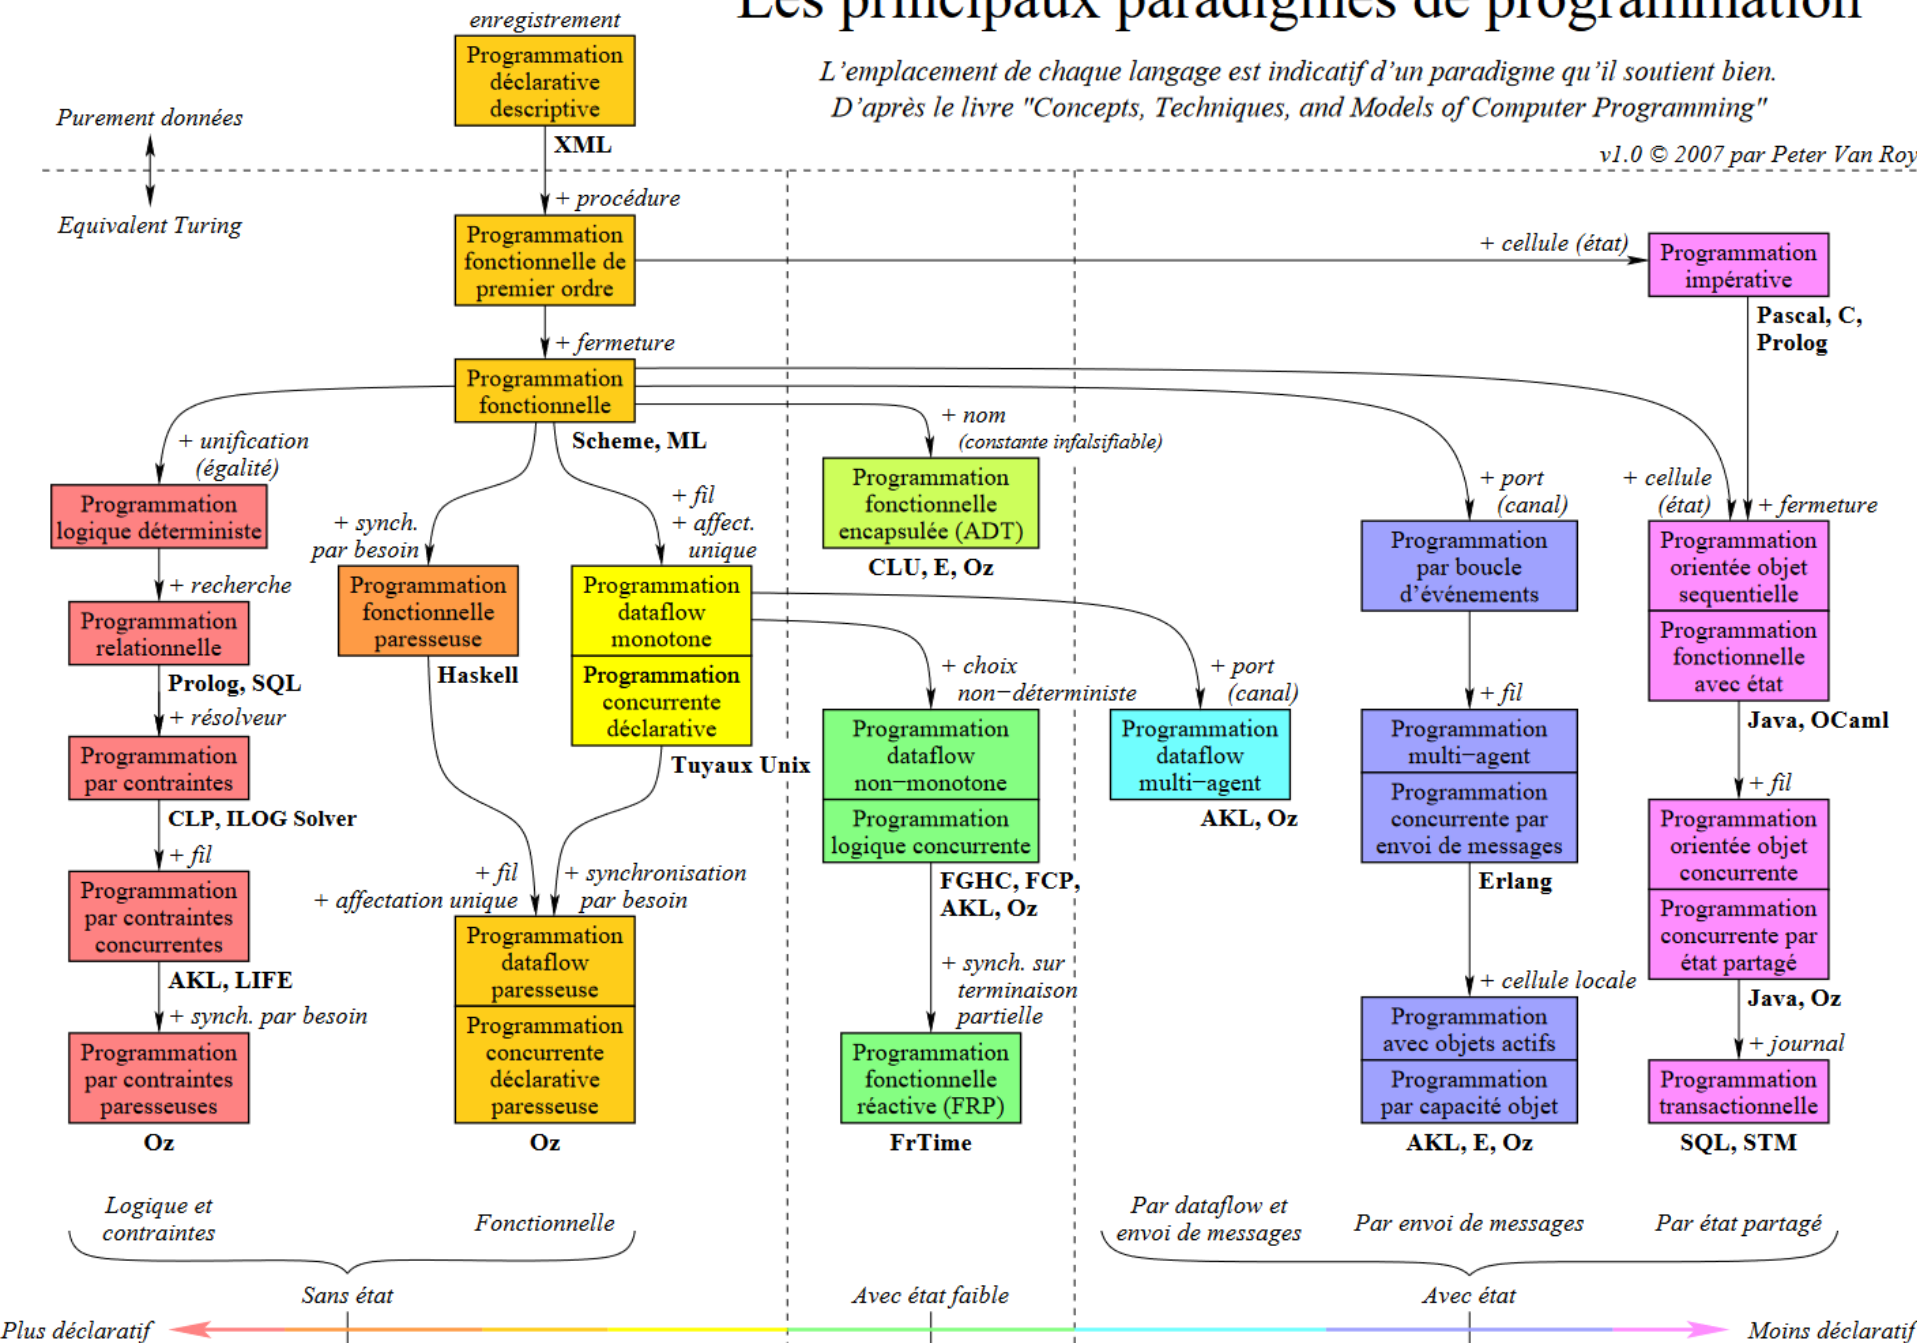 Les principaux paradigmes de programmation
L'emplacement de chaque langage est indicatif d'un paradigme qu'il soutient bien.
D'après le livre "Concepts, Techniques, and Models of Computer Programming"
v1.0 © 2007 par Peter Van Roy
enregistrement
Programmation
déclarative
descriptive
XML
Purement données
Equivalent Turing
+ procédure
Programmation
fonctionnelle de
premier ordre
+ cellule (état)
Programmation
impérative
Pascal, C,
Prolog
+ fermeture
Programmation
fonctionnelle
Scheme, ML
+ unification
(égalité)
Programmation
logique déterministe
+ recherche
Programmation
relationnelle
Prolog, SQL
+ résolveur
Programmation
par contraintes
CLP, ILOG Solver
+ fil
Programmation
par contraintes
concurrentes
AKL, LIFE
+ synch. par besoin
Programmation
par contraintes
paresseuses
Oz
+ synch.
par besoin
Programmation
fonctionnelle
paresseuse
Haskell
+ fil
+ affect.
unique
Programmation
dataflow
monotone
Programmation
concurrente
déclarative
Tuyaux Unix
+ fil
+ affectation unique
+ synchronisation
par besoin
Programmation
dataflow
paresseuse
Programmation
concurrente
déclarative
paresseuse
Oz
+ nom
(constante infalsifiable)
Programmation
fonctionnelle
encapsulée (ADT)
CLU, E, Oz
+ choix
non−déterministe
Programmation
dataflow
non−monotone
Programmation
logique concurrente
FGHC, FCP,
AKL, Oz
+ synch. sur
terminaison
partielle
Programmation
fonctionnelle
réactive (FRP)
FrTime
+ port
(canal)
Programmation
dataflow
multi−agent
AKL, Oz
+ port
(canal)
Programmation
par boucle
d'événements
+ fil
Programmation
multi−agent
Programmation
concurrente par
envoi de messages
Erlang
+ cellule locale
Programmation
avec objets actifs
Programmation
par capacité objet
AKL, E, Oz
+ cellule
(état)
+ fermeture
Programmation
orientée objet
sequentielle
Programmation
fonctionnelle
avec état
Java, OCaml
+ fil
Programmation
orientée objet
concurrente
Programmation
concurrente par
état partagé
Java, Oz
+ journal
Programmation
transactionnelle
SQL, STM
Logique et
contraintes
Fonctionnelle
Par dataflow et
envoi de messages
Par envoi de messages
Par état partagé
Sans état
Avec état faible
Avec état
Plus déclaratif
Moins déclaratif